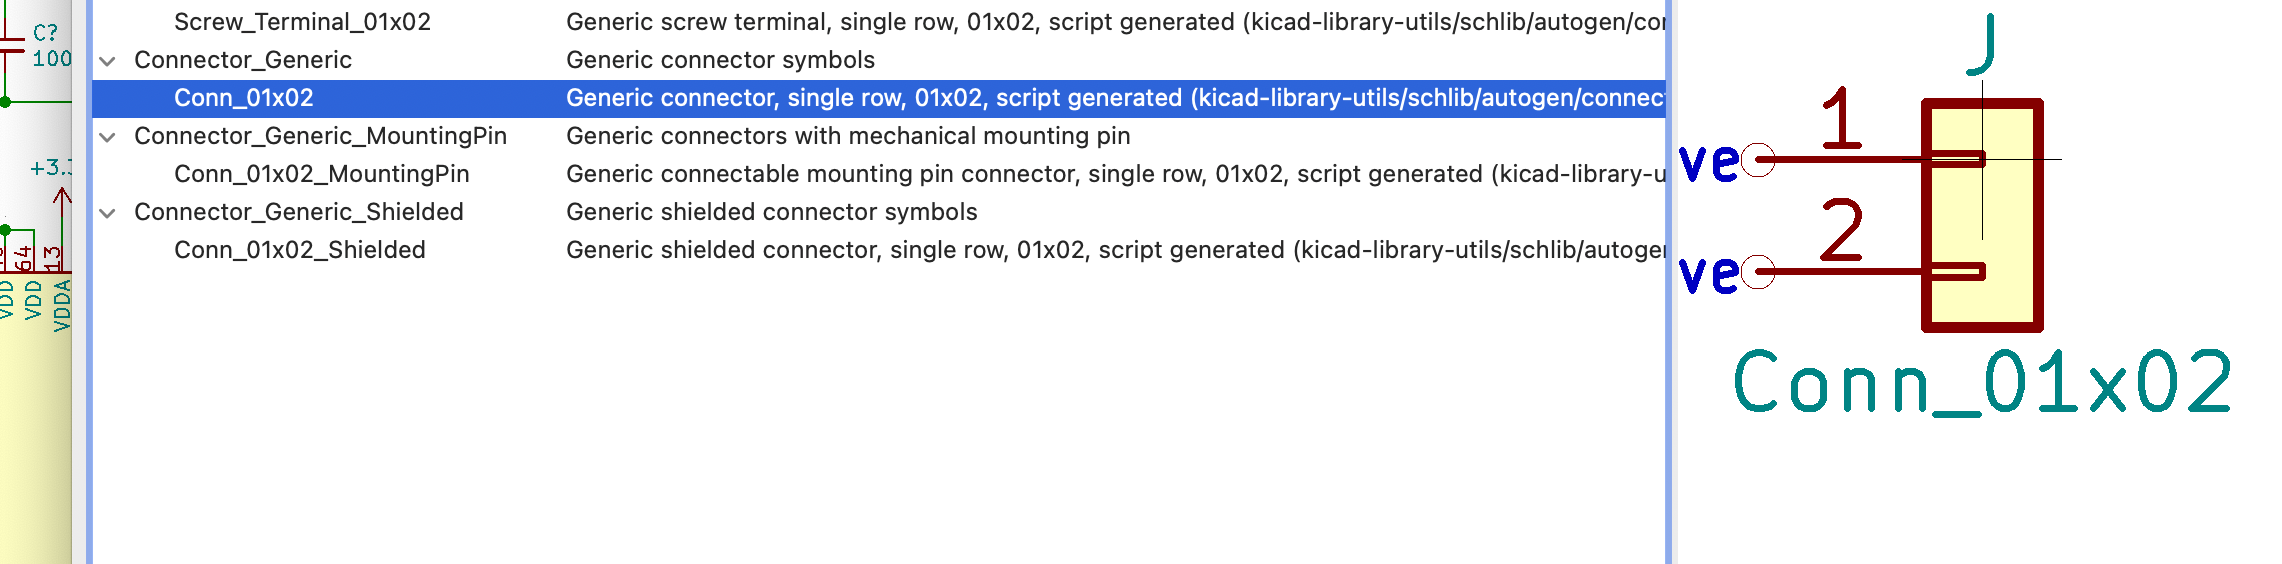 C?
100
+3.3
64
13
VDD
VDD
VDDA
Screw_Terminal_01x02 Generic screw terminal, single row, 01x02, script generated (kicad-library-utils/schlib/autogen/con
Connector_Generic Generic connector symbols
Conn_01x02 Generic connector, single row, 01x02, script generated (kicad-library-utils/schlib/autogen/connec
Connector_Generic_MountingPin Generic connectors with mechanical mounting pin
Conn_01x02_MountingPin Generic connectable mounting pin connector, single row, 01x02, script generated (kicad-library-u
Connector_Generic_Shielded Generic shielded connector symbols
Conn_01x02_Shielded Generic shielded connector, single row, 01x02, script generated (kicad-library-utils/schlib/autogen
J
1
ve
2
ve
Conn_01x02